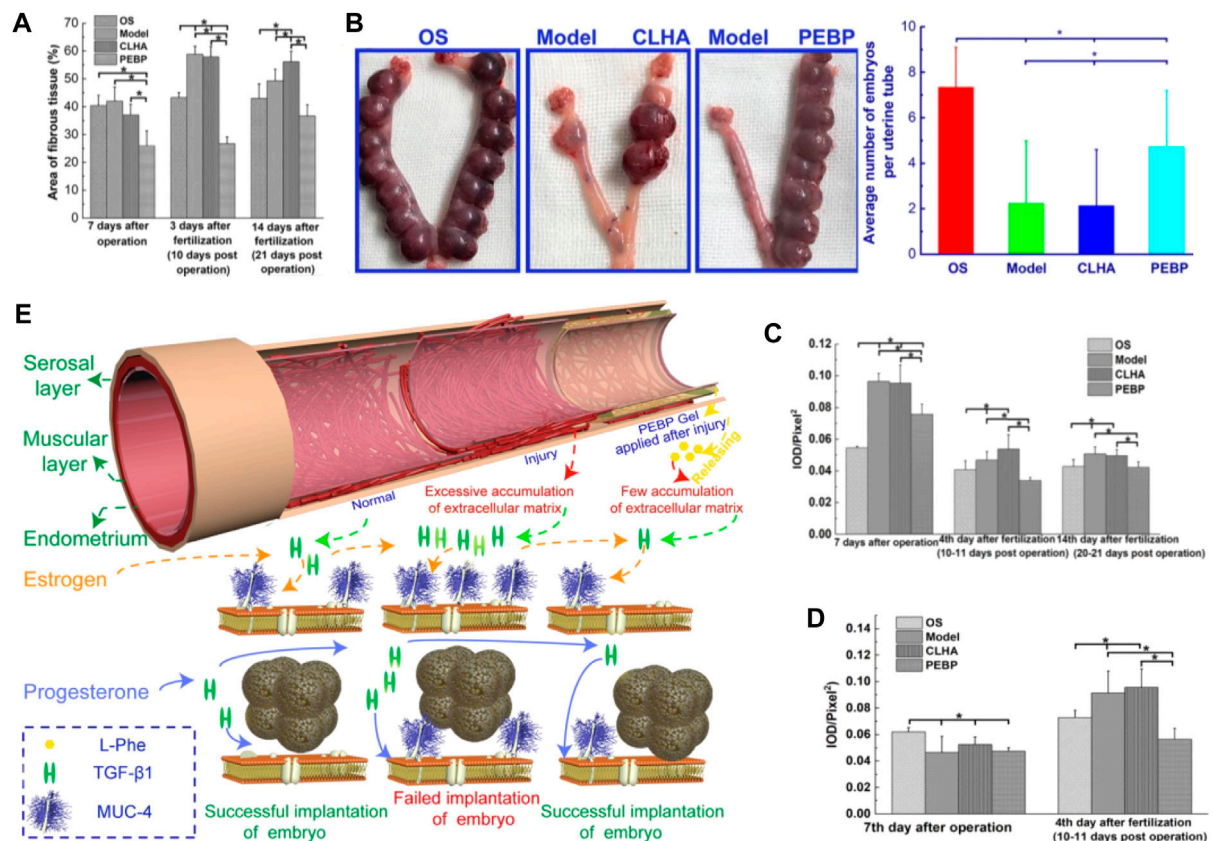 A
Area of fibrous tissue (%)
70
60
50
40
30
20
10
0
OS
Model
CLHA
PEBP
*
*
*
*
*
*
*
*
*
7 days after
operation
3 days after
fertilization
(10 days post
operation)
14 days after
fertilization
(21 days post
operation)
B
OS
Model
CLHA
Model
PEBP
Average number of embryos
per uterine tube
10
8
6
4
2
0
*
*
OS
Model
CLHA
PEBP
E
Serosal
layer
Muscular
layer
Endometrium
Estrogen
Progesterone
Normal
Injury
PEBP Gel
applied after injury
Releasing
Excessive accumulation
of extracellular matrix
Few accumulation
of extracellular matrix
L-Phe
TGF-β1
MUC-4
Successful implantation
of embryo
Failed implantation
of embryo
Successful implantation
of embryo
C
IOD/Pixel2
0.12
0.10
0.08
0.06
0.04
0.02
0.00
OS
Model
CLHA
PEBP
*
*
*
*
*
*
*
*
*
7 days after operation
4th day after fertilization
(10-11 days post operation)
14th day after fertilization
(20-21 days post operation)
D
IOD/Pixel2)
0.14
0.12
0.10
0.08
0.06
0.04
0.02
0.00
OS
Model
CLHA
PEBP
*
*
*
*
7th day after operation
4th day after fertilization
(10-11 days post operation)